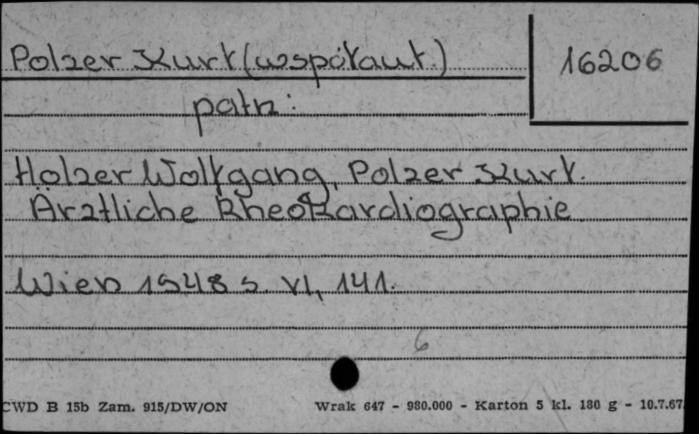 Polzer Kurt (współaut.)
16206
patrz:
Holzer Wolfgang, Polzer Kurt.
Ärztliche Rheokardiographie
Wien 1948 s. VI, 141.
6
CWD B 15b Zam. 915/DW/ON Wrak 647 - 980.000 - Karton 5 kl. 180 g - 10.7.67